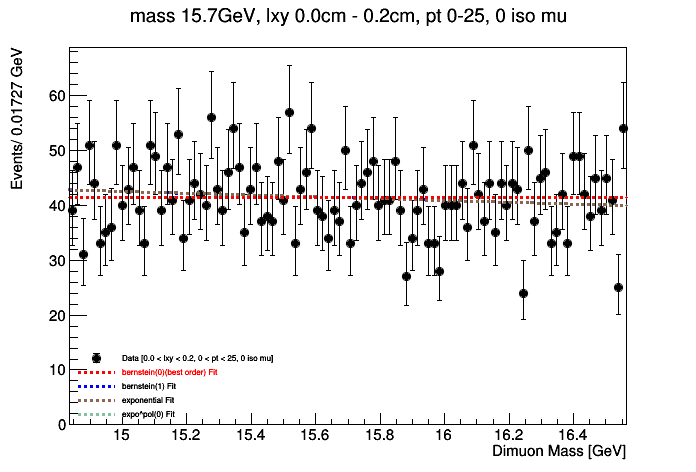 mass 15.7GeV, lxy 0.0cm - 0.2cm, pt 0-25, 0 iso mu
Events/ 0.01727 GeV
60
50
40
30
20
10
0
Data [0.0 < lxy < 0.2, 0 < pt < 25, 0 iso mu]
bernstein(0)(best order) Fit
bernstein(1) Fit
exponential Fit
expo*pol(0) Fit
15 15.2 15.4 15.6 15.8 16 16.2 16.4
Dimuon Mass [GeV]